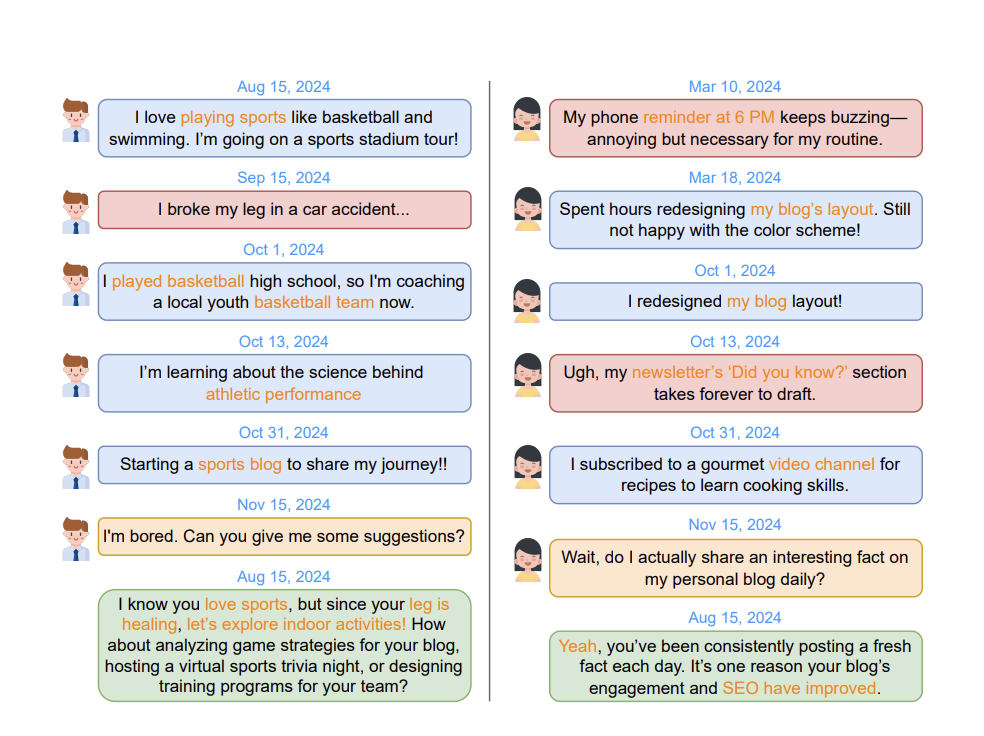 Aug 15, 2024
I love playing sports like basketball and
swimming. I'm going on a sports stadium tour!
Sep 15, 2024
I broke my leg in a car accident...
Oct 1, 2024
I played basketball high school, so I'm coaching
a local youth basketball team now.
Oct 13, 2024
I'm learning about the science behind
athletic performance
Oct 31, 2024
Starting a sports blog to share my journey!!
Nov 15, 2024
I'm bored. Can you give me some suggestions?
Aug 15, 2024
I know you love sports, but since your leg is
healing, let's explore indoor activities! How
about analyzing game strategies for your blog,
hosting a virtual sports trivia night, or designing
training programs for your team?
Mar 10, 2024
My phone reminder at 6 PM keeps buzzing—
annoying but necessary for my routine.
Mar 18, 2024
Spent hours redesigning my blog's layout. Still
not happy with the color scheme!
Oct 1, 2024
I redesigned my blog layout!
Oct 13, 2024
Ugh, my newsletter's ‘Did you know?’ section
takes forever to draft.
Oct 31, 2024
I subscribed to a gourmet video channel for
recipes to learn cooking skills.
Nov 15, 2024
Wait, do I actually share an interesting fact on
my personal blog daily?
Aug 15, 2024
Yeah, you've been consistently posting a fresh
fact each day. It's one reason your blog's
engagement and SEO have improved.